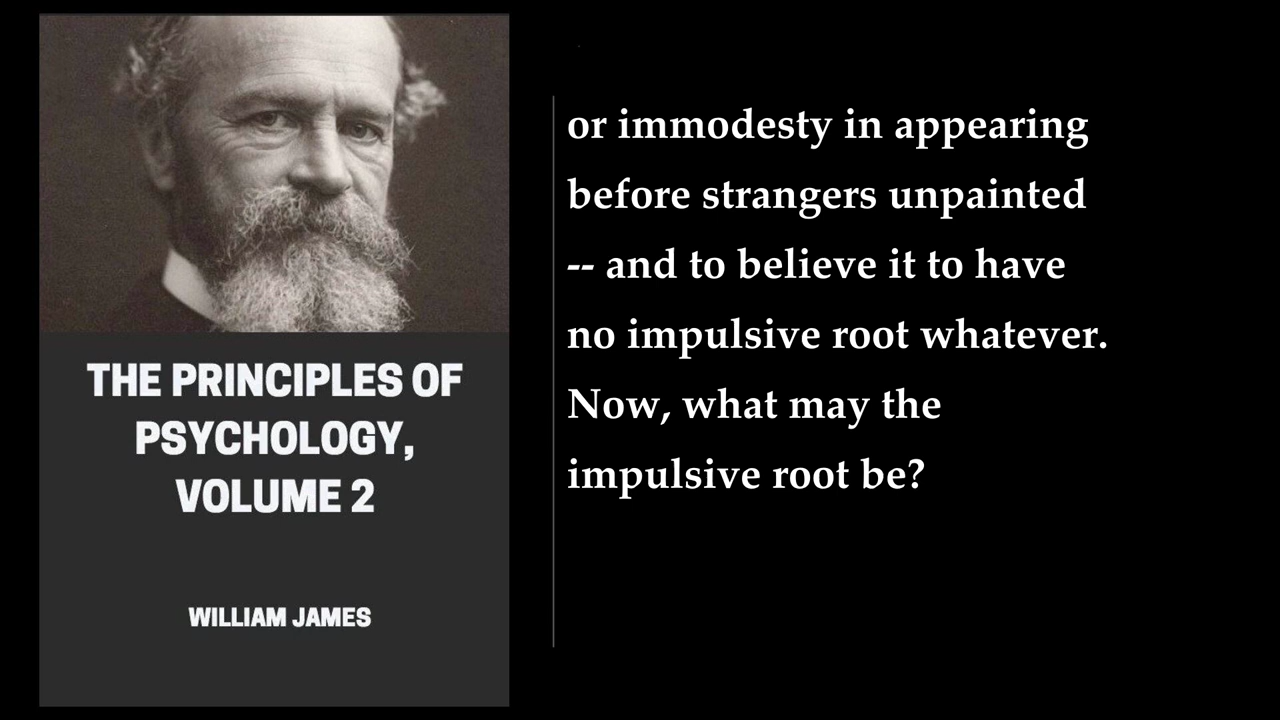 THE PRINCIPLES OF
PSYCHOLOGY,
VOLUME 2
WILLIAM JAMES
or immodesty in appearing
before strangers unpainted
-- and to believe it to have
no impulsive root whatever.
Now, what may the
impulsive root be?